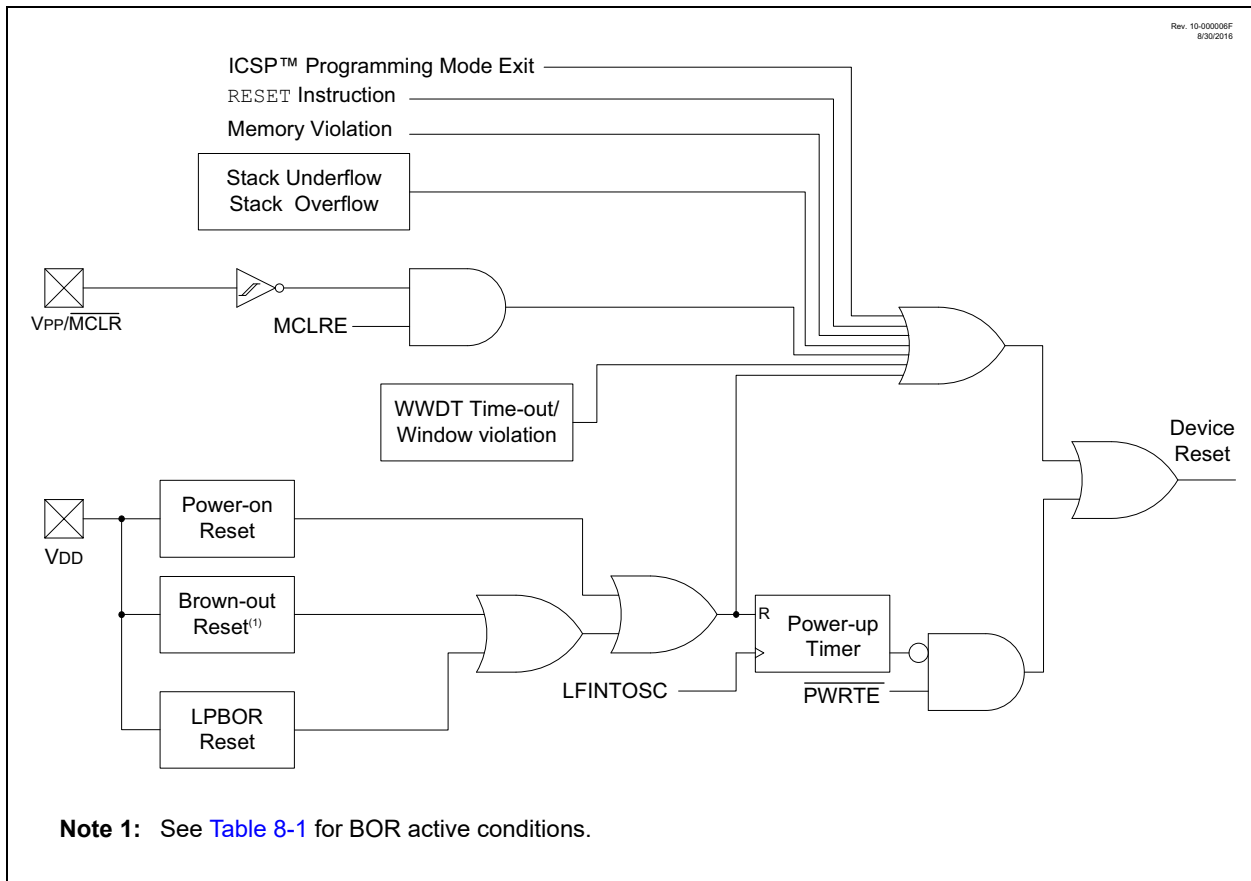 Rev. 10-000006F
8/30/2016
ICSP™ Programming Mode Exit
RESET Instruction
Memory Violation
Stack Underflow
Stack Overflow
VPP/MCLR
MCLRE
WWDT Time-out/
Window violation
Device
Reset
Power-on
Reset
VDD
Brown-out
Reset(1)
R
Power-up
Timer
LFINTOSC
PWRTE
LPBOR
Reset
Note 1: See Table 8-1 for BOR active conditions.